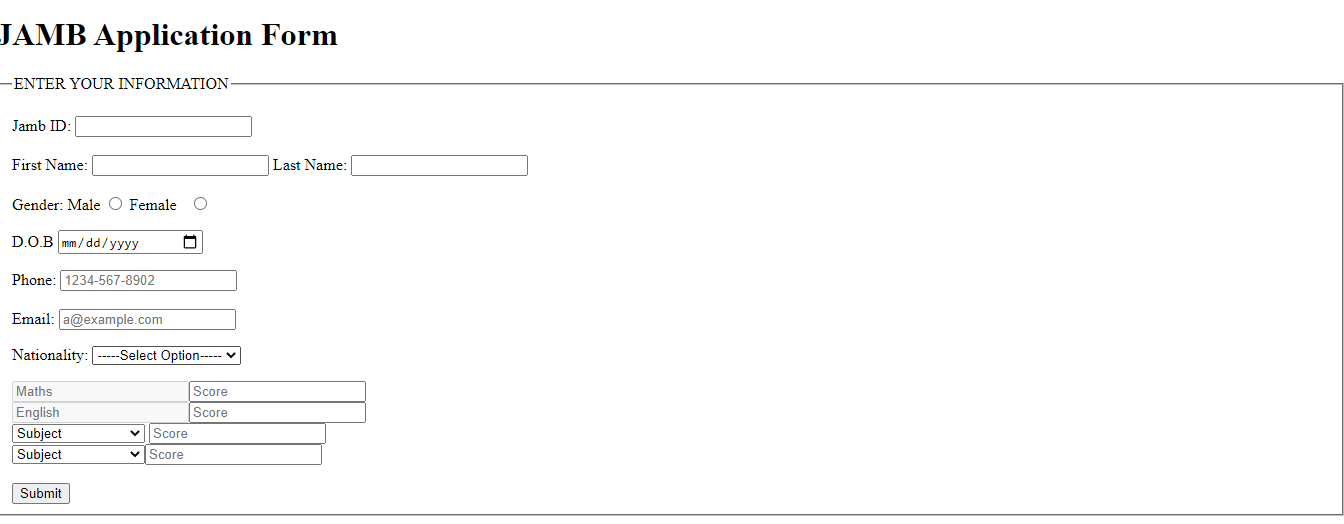 JAMB Application Form
ENTER YOUR INFORMATION
Jamb ID:
First Name: Last Name:
Gender: Male Female
D.O.B mm/dd/yyyy
Phone: 1234-567-8902
Email: a@example.com
Nationality: -----Select Option-----
Maths Score
English Score
Subject Score
Subject Score
Submit